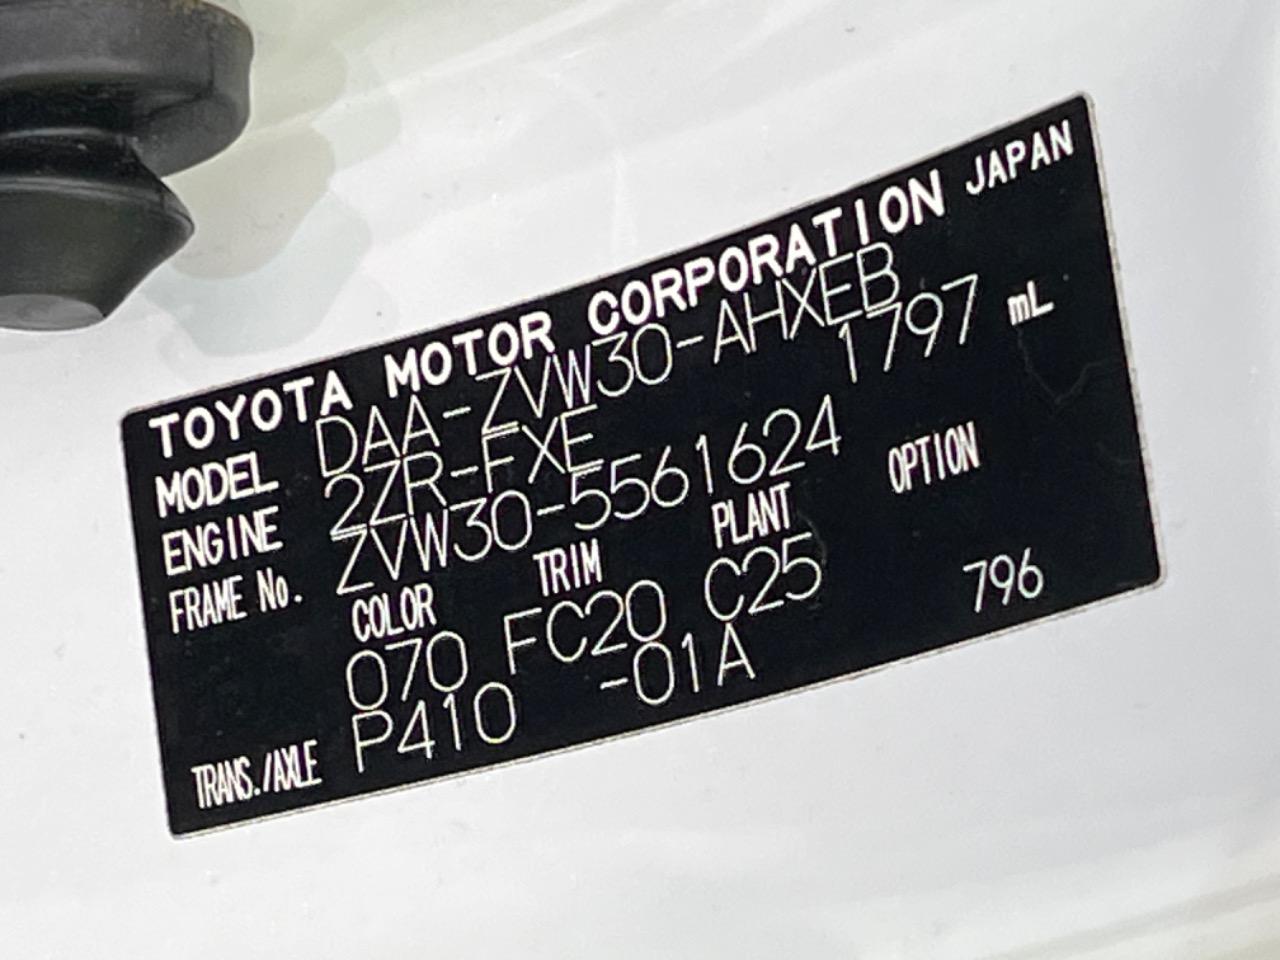 TOYOTA MOTOR CORPORATION JAPAN
MODEL DAA-ZVW30-AHXEB
ENGINE 2ZR-FXE 1797 mL
FRAME No. ZVW30-5561624
COLOR TRIM PLANT OPTION
070 FC20 C25
TRANS./AXLE P410 -01A 796